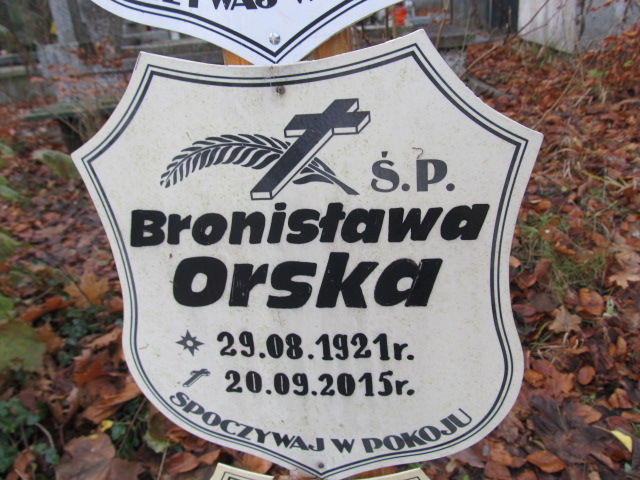 Ś.P.
Bronisława
Orska
29.08.1921r.
20.09.2015r.
SPOCZYWAJ W POKOJU